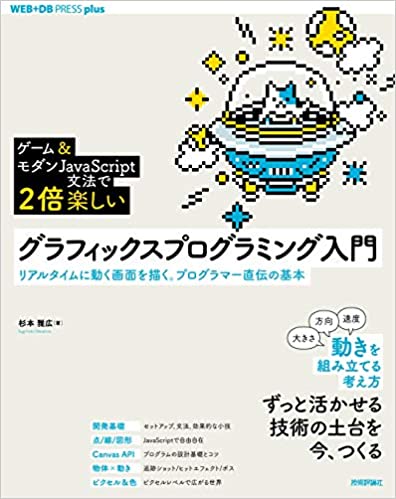 WEB+DB PRESS plus
ゲーム&
モダンJavaScript
文法で
2倍楽しい
グラフィックスプログラミング入門
リアルタイムに動く画面を描く。プログラマー直伝の基本
杉本 雅広[著]
大きさ
方向
速度
動きを
組み立てる
考え方
ずっと活かせる
技術の土台を
今、つくる
開発基礎 セットアップ、文法、効果的な小技
点/線/図形 JavaScriptで自由自在
Canvas API プログラムの設計基礎とコツ
物体×動き 追跡ショット/ヒットエフェクト/ボス
ピクセル&色 ピクセルレベルで広がる世界
技術評論社